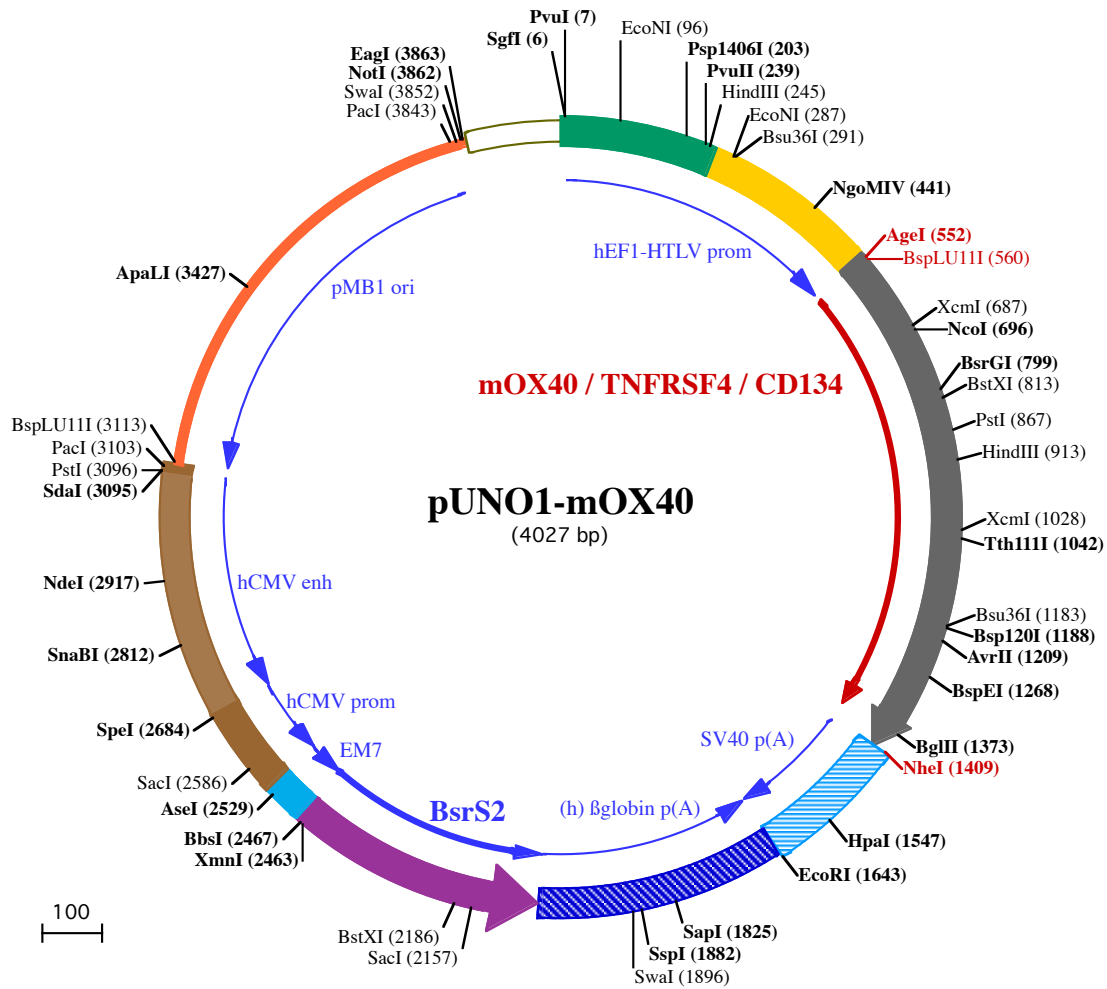 PvuI (7)
SgfI (6)
EcoNI (96)
Psp1406I (203)
PvuII (239)
HindIII (245)
EcoNI (287)
Bsu36I (291)
NgoMIV (441)
AgeI (552)
BspLU11I (560)
XcmI (687)
NcoI (696)
BsrGI (799)
BstXI (813)
PstI (867)
HindIII (913)
XcmI (1028)
Tth111I (1042)
Bsu36I (1183)
Bsp120I (1188)
AvrII (1209)
BspEI (1268)
BglII (1373)
NheI (1409)
HpaI (1547)
EcoRI (1643)
SapI (1825)
SspI (1882)
SwaI (1896)
SacI (2157)
BstXI (2186)
XmnI (2463)
BbsI (2467)
AseI (2529)
SacI (2586)
SpeI (2684)
SnaBI (2812)
NdeI (2917)
SdaI (3095)
PstI (3096)
PacI (3103)
BspLU11I (3113)
ApaLI (3427)
PacI (3843)
SwaI (3852)
NotI (3862)
EagI (3863)
hEF1-HTLV prom
pMB1 ori
mOX40 / TNFRSF4 / CD134
pUNO1-mOX40
(4027 bp)
hCMV enh
hCMV prom
EM7
BsrS2
(h) ßglobin p(A)
SV40 p(A)
100